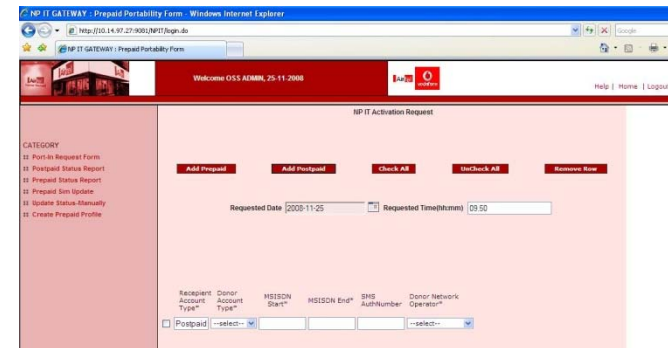 NP IT GATEWAY : Prepaid Portability Form - Windows Internet Explorer
http://10.14.97.27:9081/NPIT/login.do
Google
NP IT GATEWAY : Prepaid Portability Form
Welcome OSS ADMIN, 25-11-2008
vodafone
Help | Home | Logout
NP IT Activation Request
CATEGORY
Port-In Request Form
Postpaid Status Report
Prepaid Status Report
Prepaid Sim Update
Update Status-Manually
Create Prepaid Profile
Add Prepaid Add Postpaid Check All UnCheck All Remove Row
Requested Date 2008-11-25 Requested Time(hh:mm) 09:50
Recepient Account Type* Donor Account Type* MSISDN Start* MSISDN End* SMS AuthNumber Donor Network Operator*
Postpaid --select-- --select--